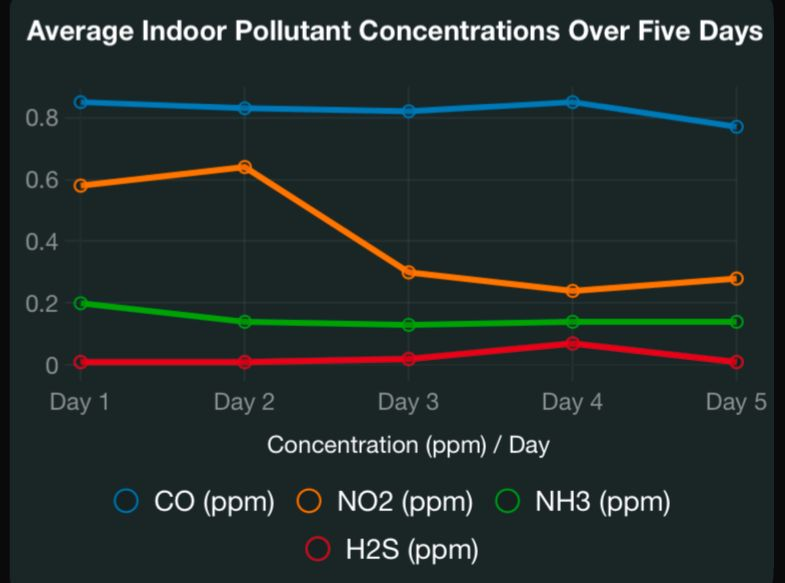 Average Indoor Pollutant Concentrations Over Five Days
0.8
0.6
0.4
0.2
0
Day 1 Day 2 Day 3 Day 4 Day 5
Concentration (ppm) / Day
CO (ppm) NO2 (ppm) NH3 (ppm)
H2S (ppm)